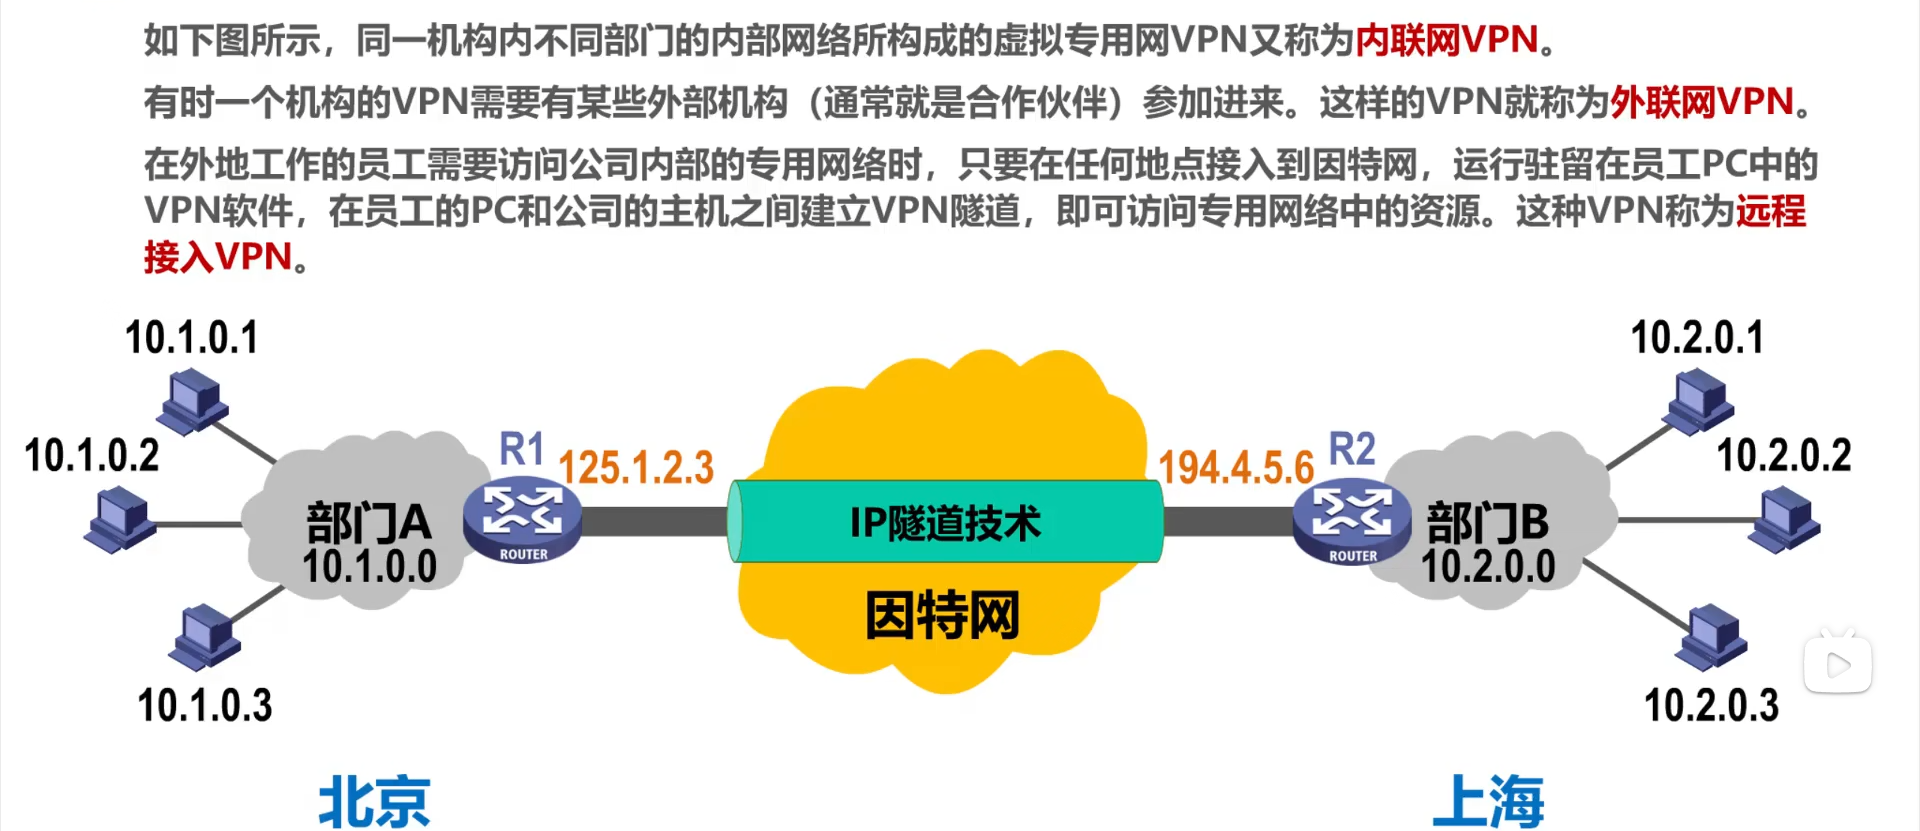 如下图所示，同一机构内不同部门的内部网络所构成的虚拟专用网VPN又称为内联网VPN。
有时一个机构的VPN需要有某些外部机构（通常就是合作伙伴）参加进来。这样的VPN就称为外联网VPN。
在外地工作的员工需要访问公司内部的专用网络时，只要在任何地点接入到因特网，运行驻留在员工PC中的
VPN软件，在员工的PC和公司的主机之间建立VPN隧道，即可访问专用网络中的资源。这种VPN称为远程
接入VPN。
10.1.0.1
10.2.0.1
10.1.0.2
R1
125.1.2.3
194.4.5.6
R2
10.2.0.2
部门A
10.1.0.0
ROUTER
IP隧道技术
ROUTER
部门B
10.2.0.0
因特网
10.1.0.3
10.2.0.3
北京
上海